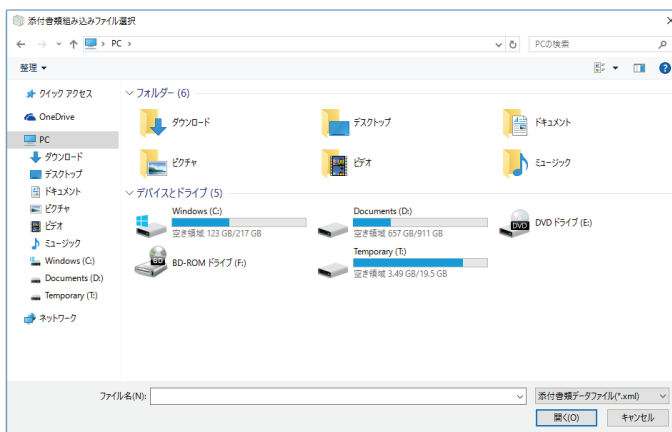 添付書類組み込みファイル選択
PC
PCの検索
整理
クイック アクセス
OneDrive
PC
ダウンロード
デスクトップ
ドキュメント
ピクチャ
ビデオ
ミュージック
Windows (C:)
Documents (D:)
Temporary (T:)
ネットワーク
フォルダー (6)
ダウンロード
デスクトップ
ドキュメント
ピクチャ
ビデオ
ミュージック
デバイスとドライブ (5)
Windows (C:)
空き領域 123 GB/217 GB
Documents (D:)
空き領域 657 GB/911 GB
DVD ドライブ (E:)
BD-ROM ドライブ (F:)
Temporary (T:)
空き領域 3.49 GB/19.5 GB
ファイル名(N):
添付書類データファイル(*.xml)
開く(O)
キャンセル